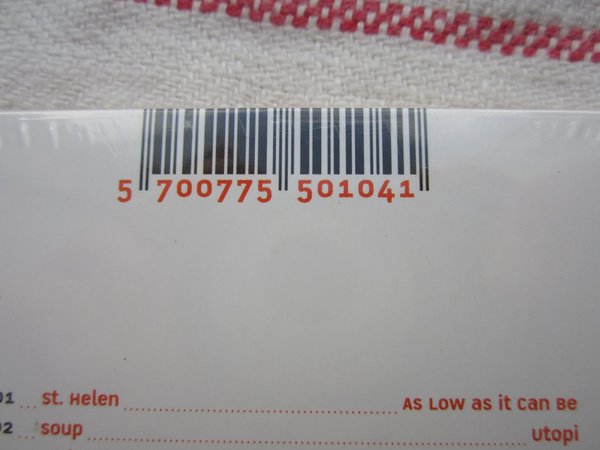 5 700775 501041
01 ... St. Helen ... As Low as it can Be
02 ... Soup ... utopi